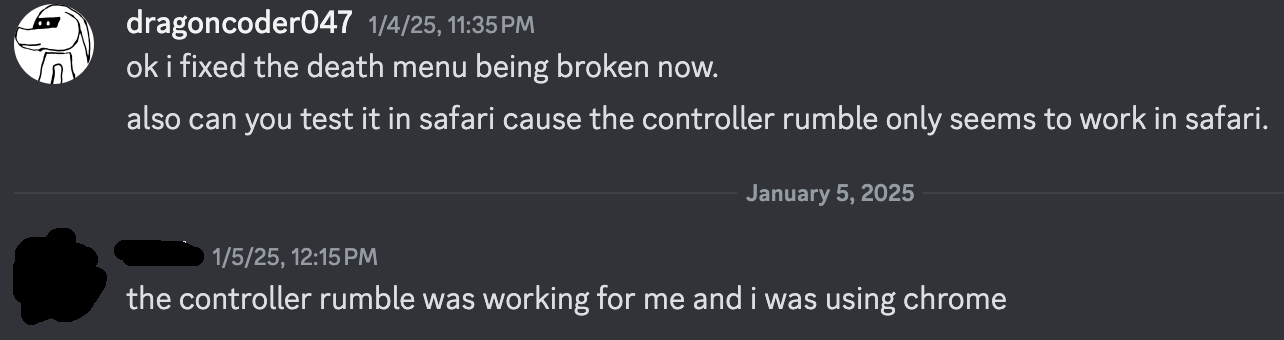 dragoncoder047 1/4/25, 11:35 PM
ok i fixed the death menu being broken now.
also can you test it in safari cause the controller rumble only seems to work in safari.
January 5, 2025
1/5/25, 12:15 PM
the controller rumble was working for me and i was using chrome